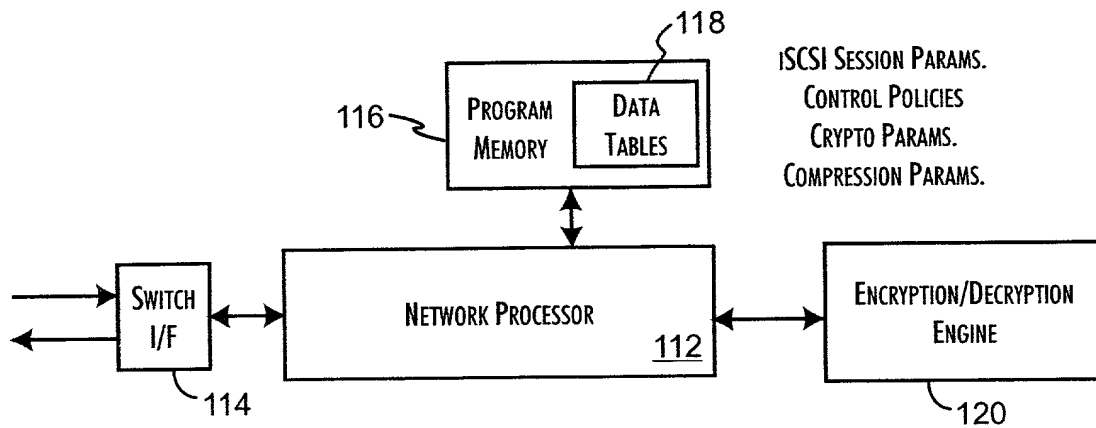 118
iSCSI SESSION PARAMS.
CONTROL POLICIES
CRYPTO PARAMS.
COMPRESSION PARAMS.
116
PROGRAM
MEMORY
DATA
TABLES
SWITCH
I/F
114
NETWORK PROCESSOR
112
ENCRYPTION/DECRYPTION
ENGINE
120